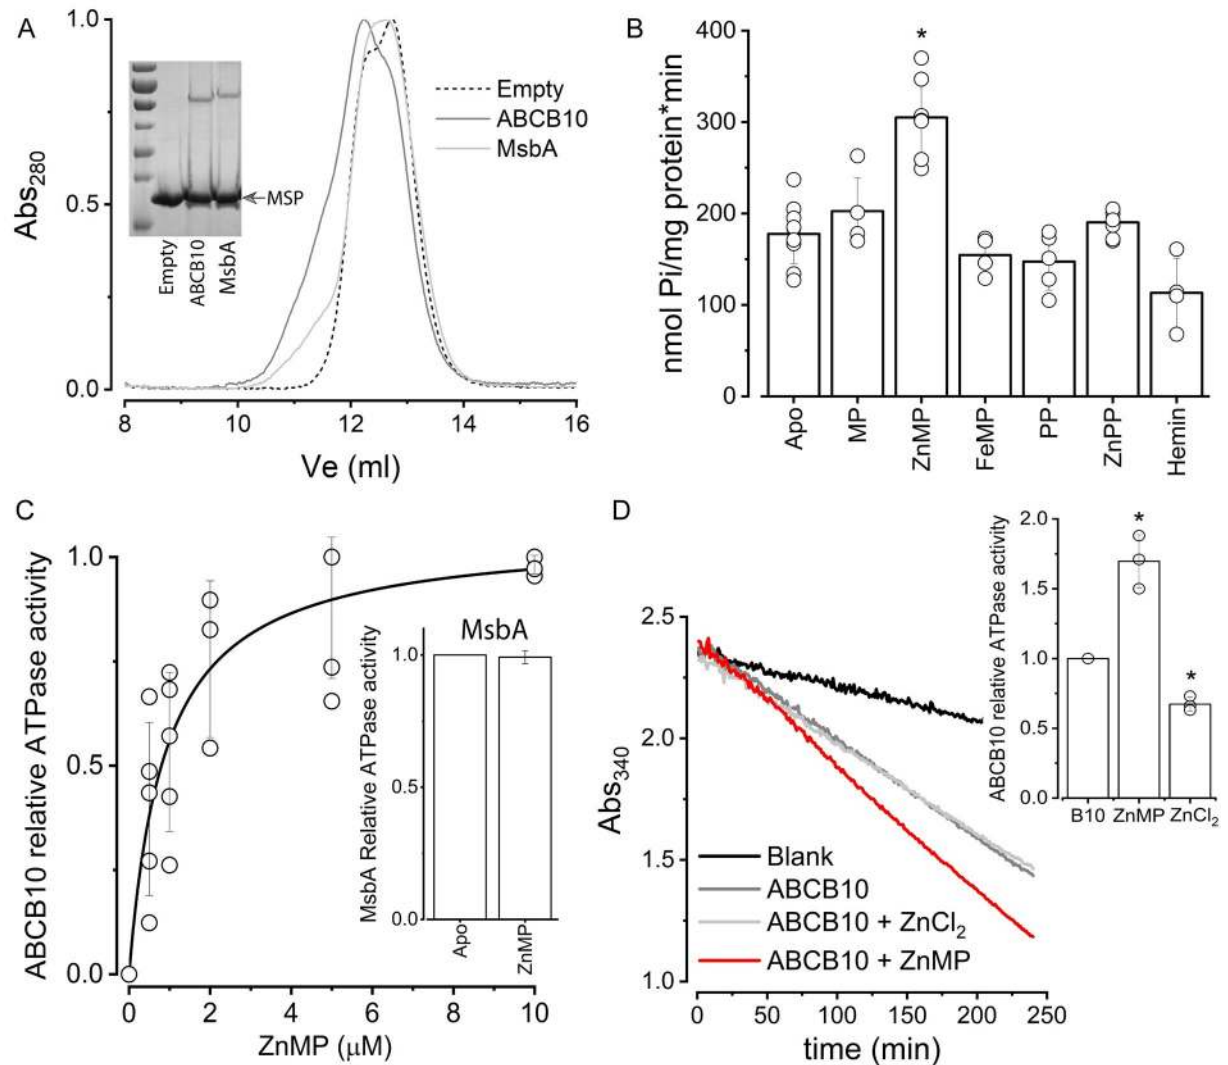 A
1.0
0.5
0.0
Abs280
8
10
12
14
16
Ve (ml)
Empty
ABCB10
MsbA
MSP
Empty
ABCB10
MsbA
B
400
300
200
100
0
nmol Pi/mg protein*min
*
Apo
MP
ZnMP
FeMP
PP
ZnPP
Hemin
C
1.0
0.5
0.0
ABCB10 relative ATPase activity
0
2
4
6
8
10
ZnMP (μM)
MsbA
1.0
0.5
0.0
MsbA Relative ATPase activity
Apo
ZnMP
D
2.5
2.0
1.5
1.0
Abs340
0
50
100
150
200
250
time (min)
Blank
ABCB10
ABCB10 + ZnCl2
ABCB10 + ZnMP
2.0
1.5
1.0
0.5
0.0
ABCB10 relative ATPase activity
*
*
B10
ZnMP
ZnCl2